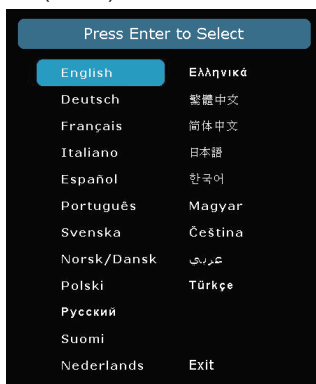 Press Enter to Select
English Ελληνικά
Deutsch 繁體中文
Français 简体中文
Italiano 日本語
Español 한국어
Português Magyar
Svenska Čeština
Norsk/Dansk عربي
Polski Türkçe
Русский
Suomi
Nederlands Exit